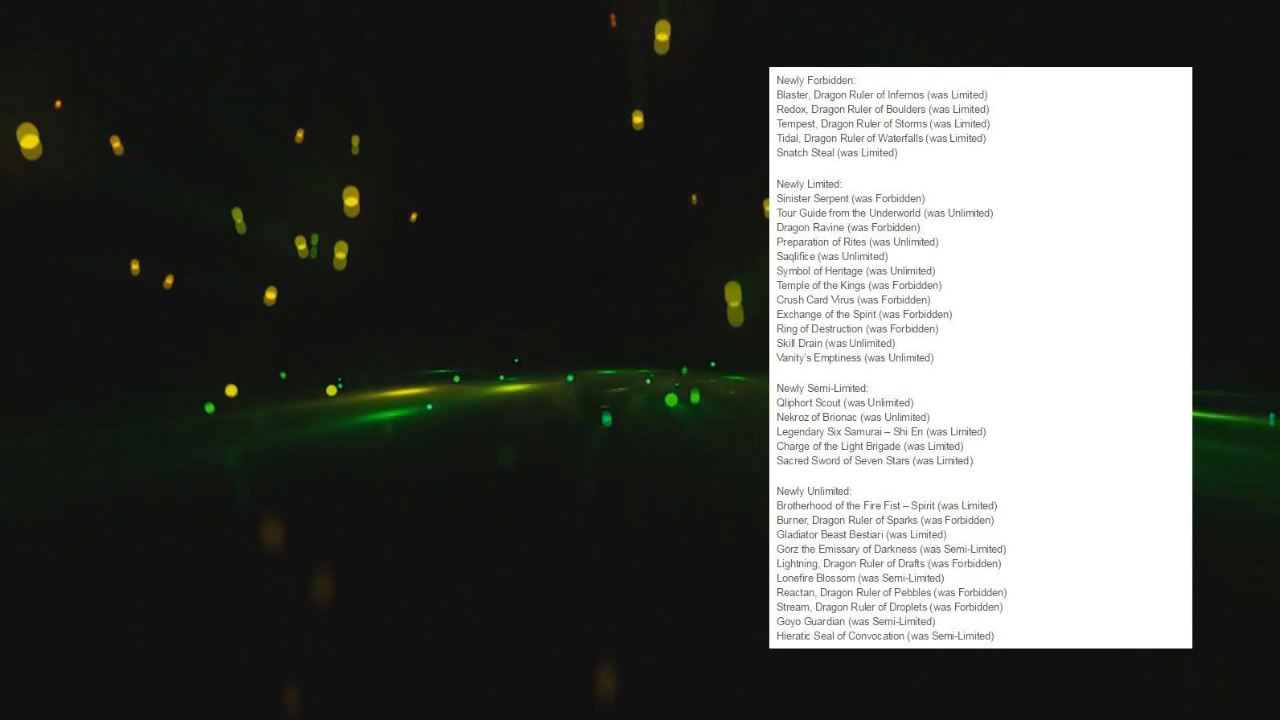 Newly Forbidden:
Blaster, Dragon Ruler of Infernos (was Limited)
Redox, Dragon Ruler of Boulders (was Limited)
Tempest, Dragon Ruler of Storms (was Limited)
Tidal, Dragon Ruler of Waterfalls (was Limited)
Snatch Steal (was Limited)
Newly Limited:
Sinister Serpent (was Forbidden)
Tour Guide from the Underworld (was Unlimited)
Dragon Ravine (was Forbidden)
Preparation of Rites (was Unlimited)
Saqlifice (was Unlimited)
Symbol of Heritage (was Unlimited)
Temple of the Kings (was Forbidden)
Crush Card Virus (was Forbidden)
Exchange of the Spirit (was Forbidden)
Ring of Destruction (was Forbidden)
Skill Drain (was Unlimited)
Vanity's Emptiness (was Unlimited)
Newly Semi-Limited:
Qliphort Scout (was Unlimited)
Nekroz of Brionac (was Unlimited)
Legendary Six Samurai – Shi En (was Limited)
Charge of the Light Brigade (was Limited)
Sacred Sword of Seven Stars (was Limited)
Newly Unlimited:
Brotherhood of the Fire Fist – Spirit (was Limited)
Burner, Dragon Ruler of Sparks (was Forbidden)
Gladiator Beast Bestiari (was Limited)
Gorz the Emissary of Darkness (was Semi-Limited)
Lightning, Dragon Ruler of Drafts (was Forbidden)
Lonefire Blossom (was Semi-Limited)
Reactan, Dragon Ruler of Pebbles (was Forbidden)
Stream, Dragon Ruler of Droplets (was Forbidden)
Goyo Guardian (was Semi-Limited)
Hieratic Seal of Convocation (was Semi-Limited)